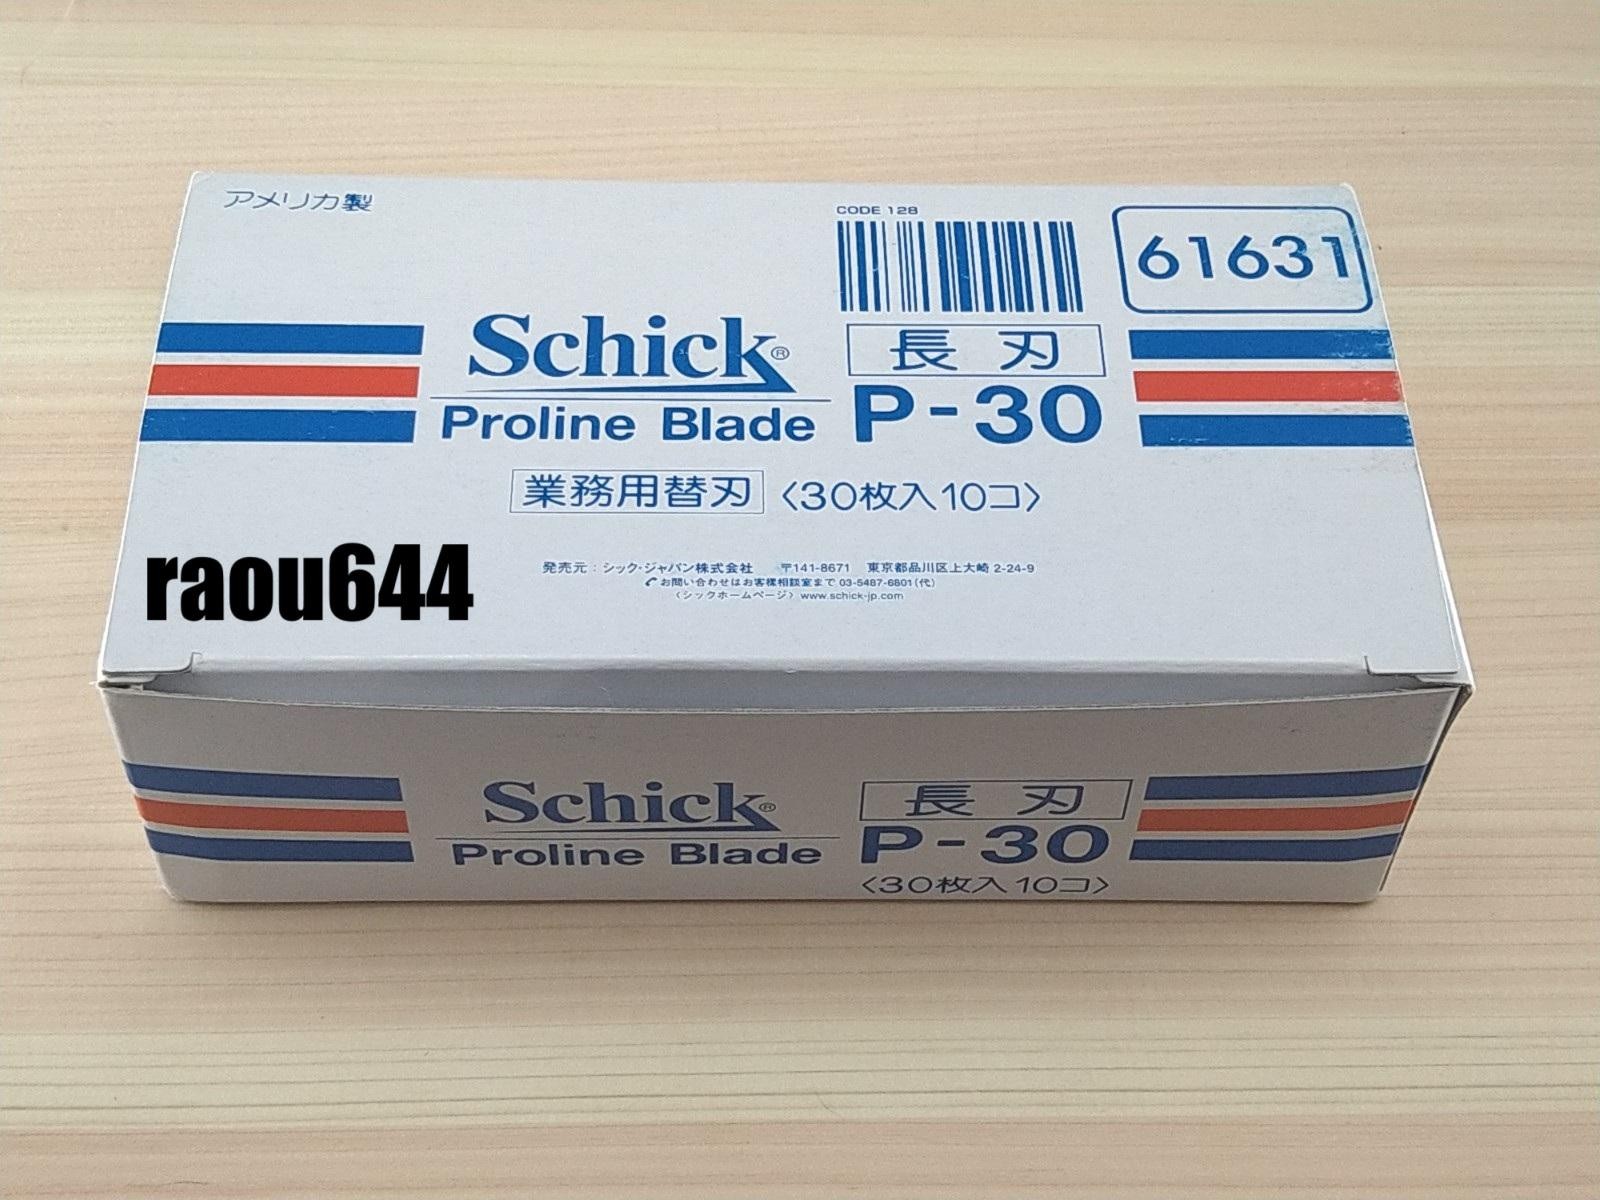 アメリカ製
CODE 128
61631
Schick®
Proline Blade
長刃
P-30
業務用替刃 〈30枚入10コ〉
raou644
発売元：シック・ジャパン株式会社 〒141-8671 東京都品川区上大崎 2-24-9
お問い合わせはお客様相談室まで 03-5487-6801(代)
〈シックホームページ〉www.schick-jp.com
Schick®
Proline Blade
長刃
P-30
〈30枚入10コ〉